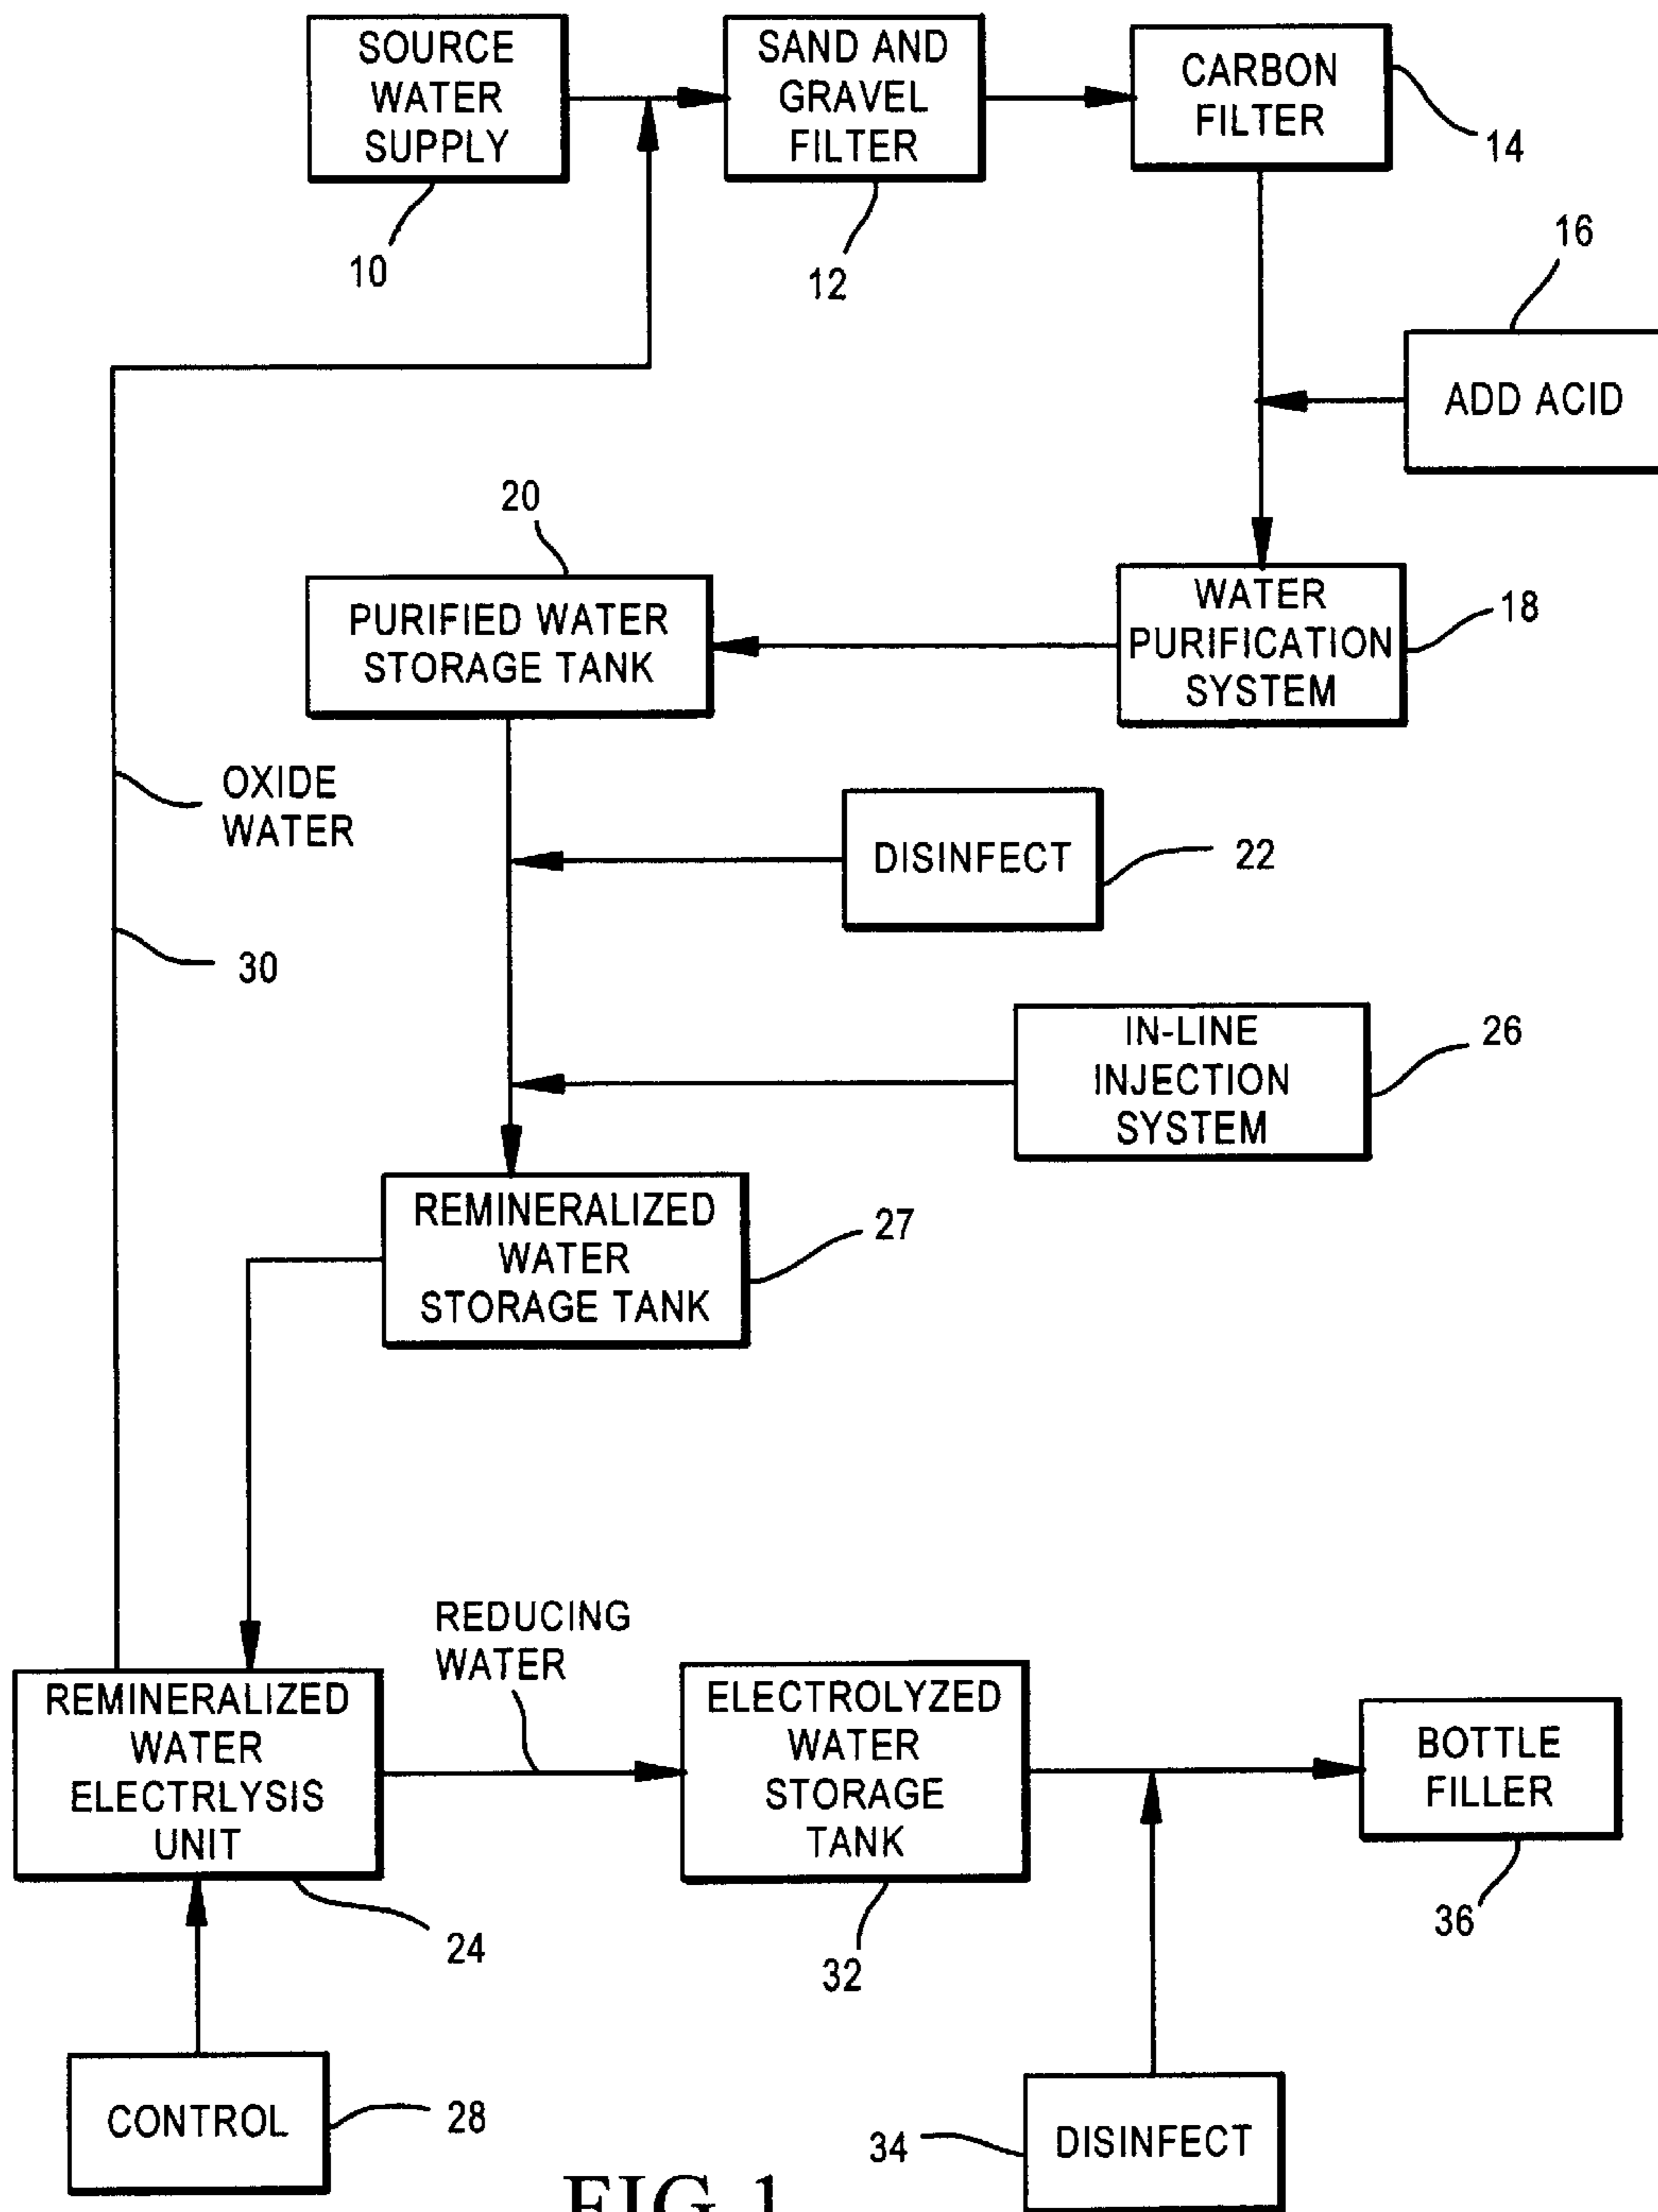 SOURCE
WATER
SUPPLY
10
SAND AND
GRAVEL
FILTER
12
CARBON
FILTER
14
16
ADD ACID
WATER
PURIFICATION
SYSTEM
18
20
PURIFIED WATER
STORAGE TANK
OXIDE
WATER
30
DISINFECT
22
IN-LINE
INJECTION
SYSTEM
26
REMINERALIZED
WATER
STORAGE TANK
27
REMINERALIZED
WATER
ELECTRLYSIS
UNIT
24
REDUCING
WATER
ELECTROLYZED
WATER
STORAGE
TANK
32
BOTTLE
FILLER
36
CONTROL
28
34
DISINFECT
FIG. 1